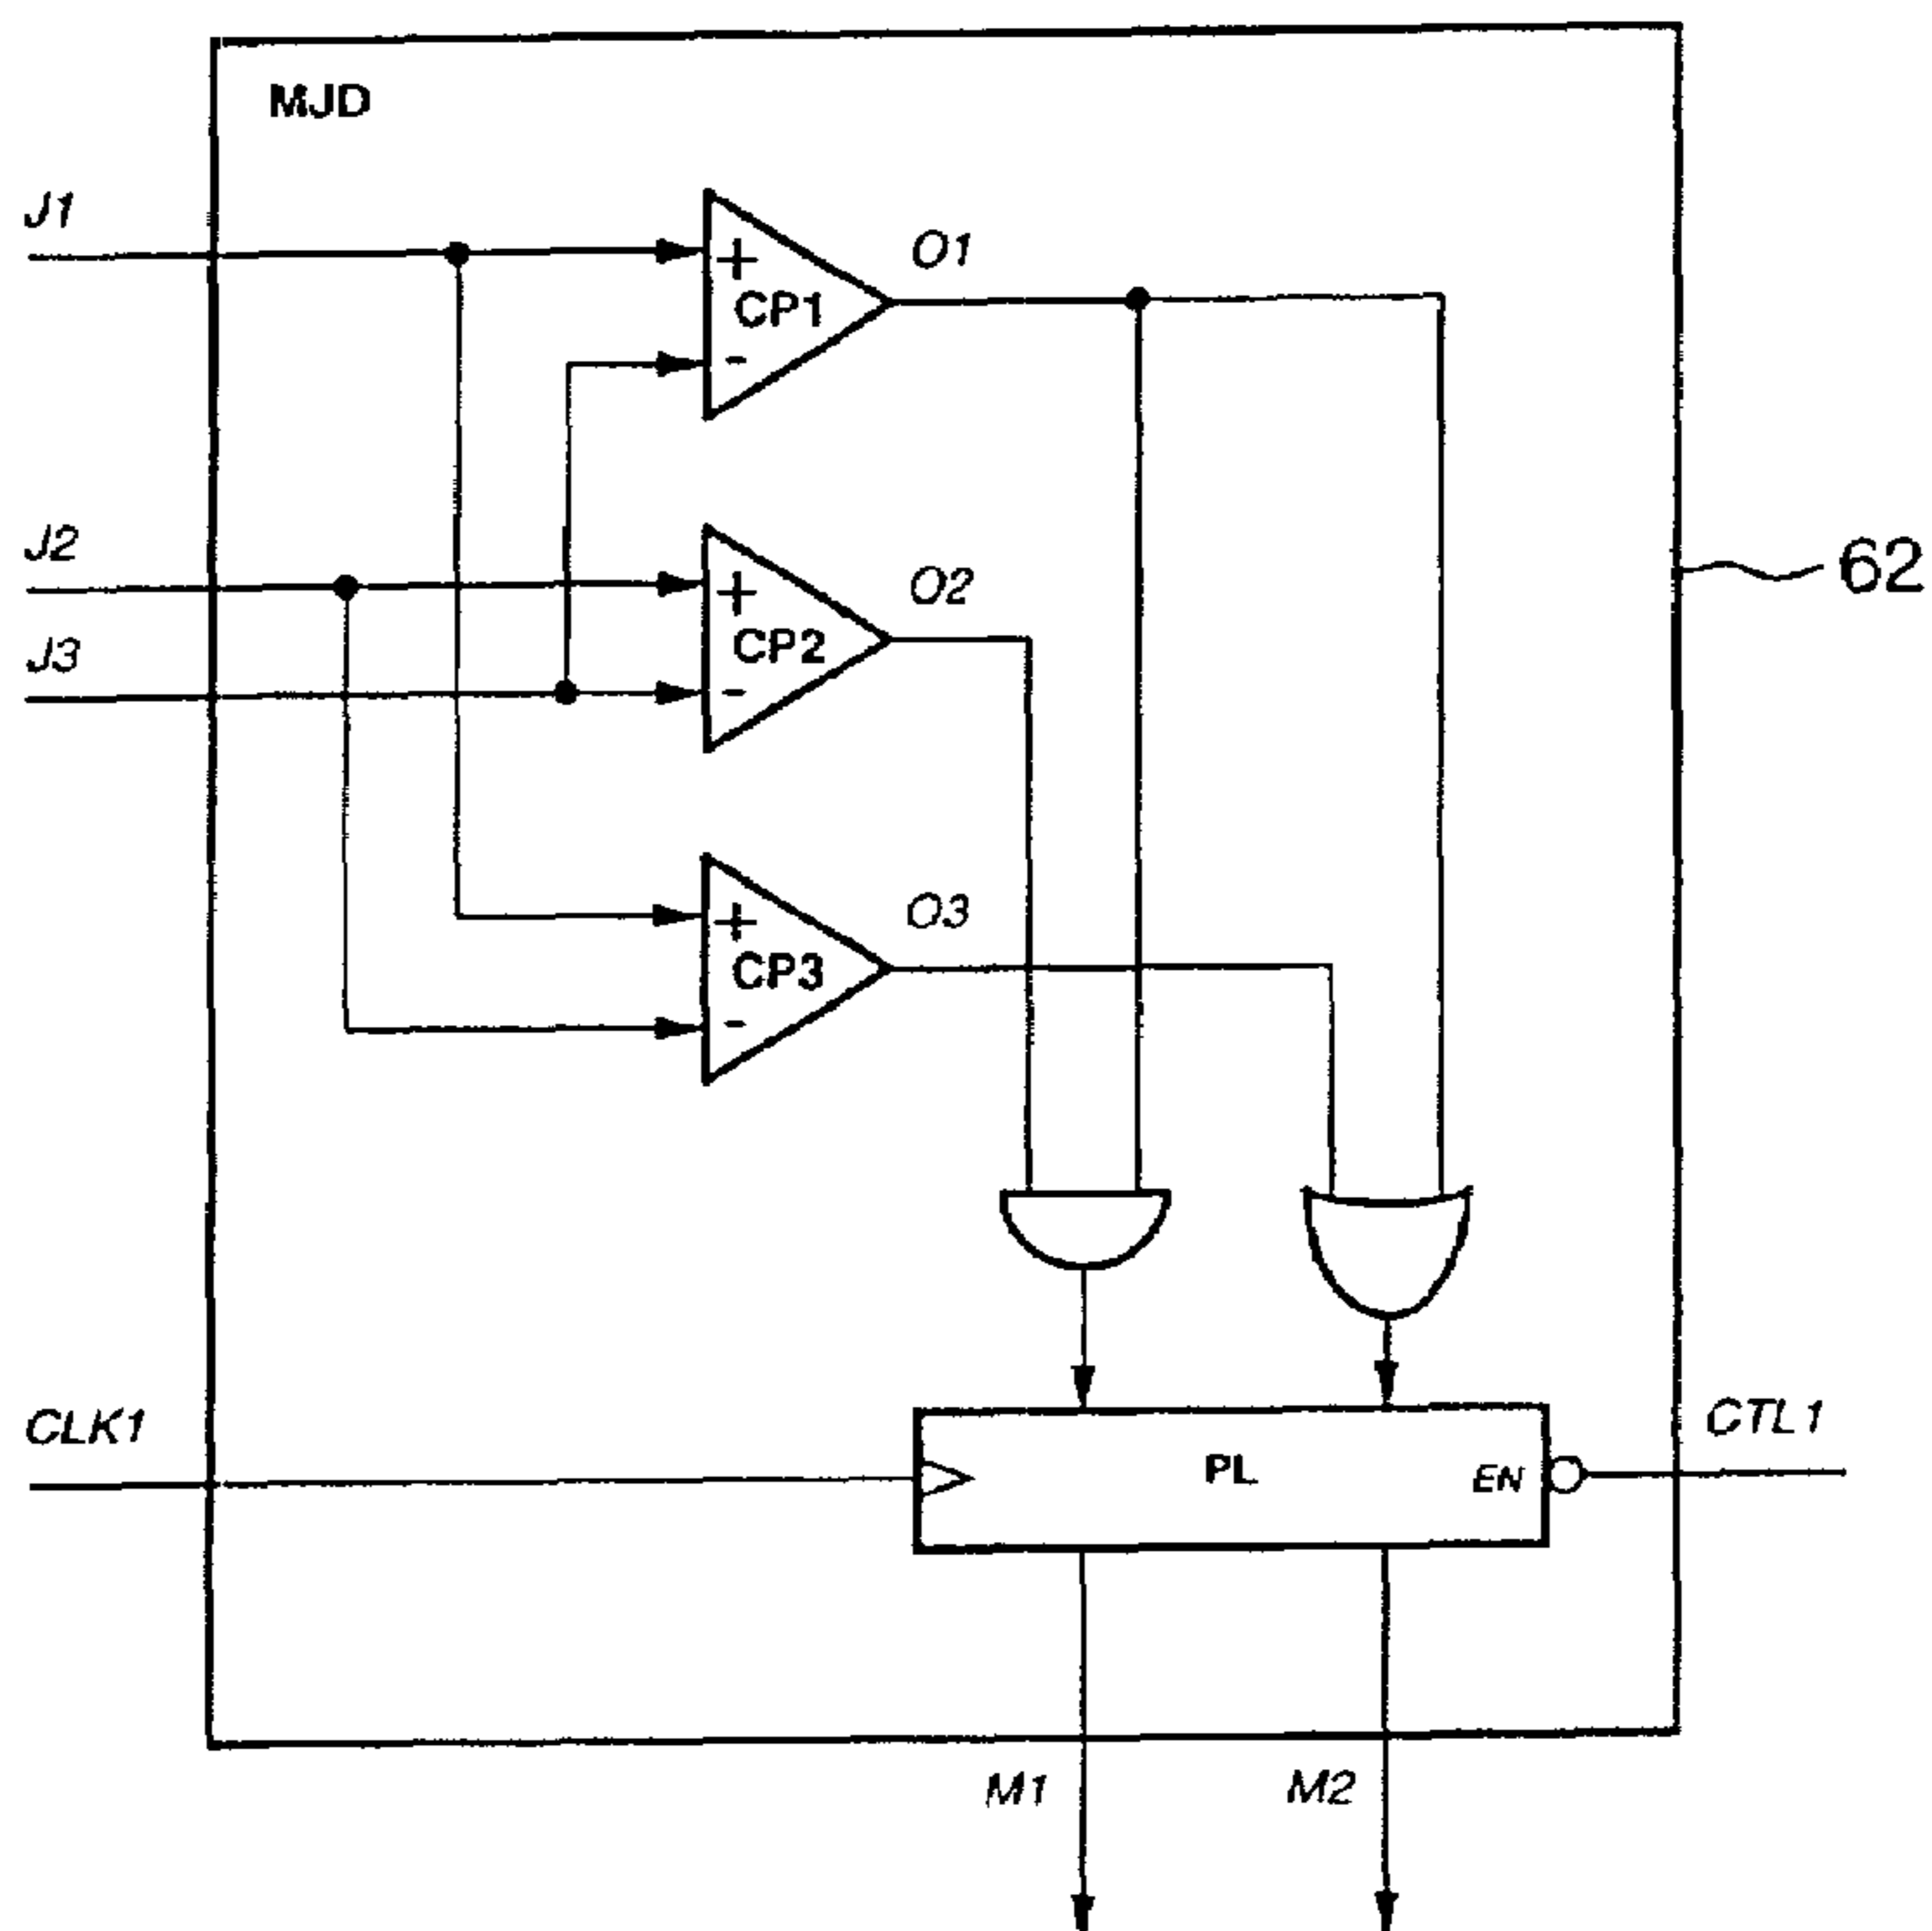 MJD
J1
+
CP1
-
O1
J2
+
CP2
-
O2
J3
62
+
CP3
-
O3
CLK1
PL
EN
CTL1
M1
M2